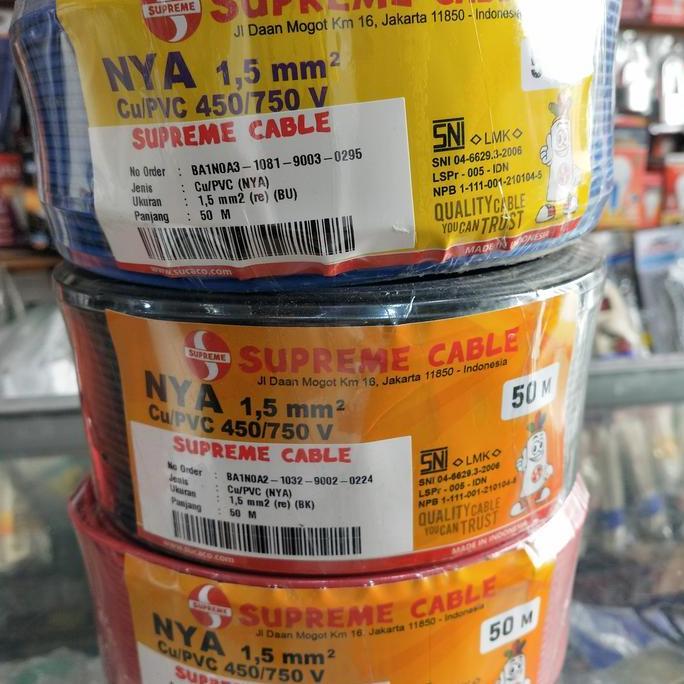 SUPREME
SUPREME CABLE
Jl Daan Mogot Km 16, Jakarta 11850 - Indonesia
NYA 1,5 mm²
Cu/PVC 450/750 V
SUPREME CABLE
No Order : BA1N0A3-1081-9003-0295
Jenis : Cu/PVC (NYA)
Ukuran : 1,5 mm2 (re) (BU)
Panjang : 50 M
SNI LMK
SNI 04-6629.3-2006
LSPr - 005 - IDN
NPB 1-111-001-210104-5
QUALITY CABLE
YOU CAN TRUST
MADE IN INDONESIA
www.sucaco.com
SUPREME
SUPREME CABLE
Jl Daan Mogot Km 16, Jakarta 11850 - Indonesia
NYA 1,5 mm²
50 M
Cu/PVC 450/750 V
SUPREME CABLE
No Order : BA1N0A2-1032-9002-0224
Jenis : Cu/PVC (NYA)
Ukuran : 1,5 mm2 (re) (BK)
Panjang : 50 M
SNI LMK
SNI 04-6629.3-2006
LSPr - 005 - IDN
NPB 1-111-001-210104-5
QUALITY CABLE
YOU CAN TRUST
MADE IN INDONESIA
www.sucaco.com
SUPREME
SUPREME CABLE
Jl Daan Mogot Km 16, Jakarta 11850 - Indonesia
NYA 1,5 mm²
50 M
Cu/PVC 450/750 V